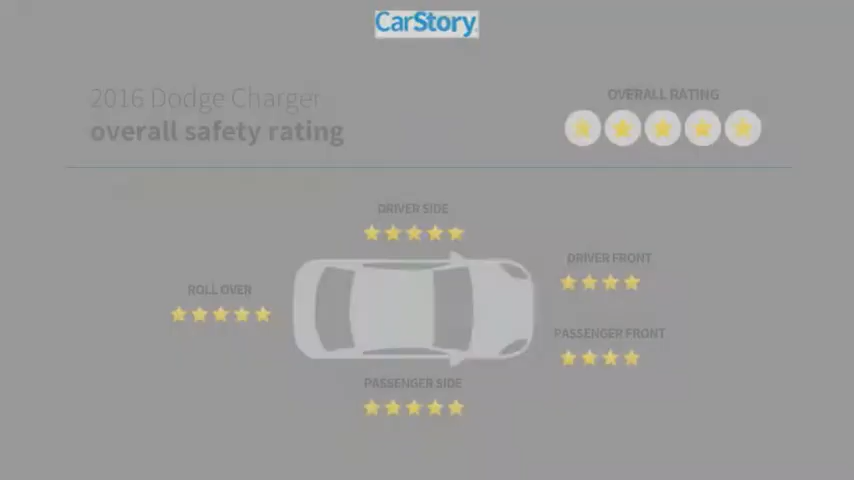 CarStory
2016 Dodge Charger
overall safety rating
OVERALL RATING
DRIVER SIDE
DRIVER FRONT
ROLL OVER
PASSENGER FRONT
PASSENGER SIDE